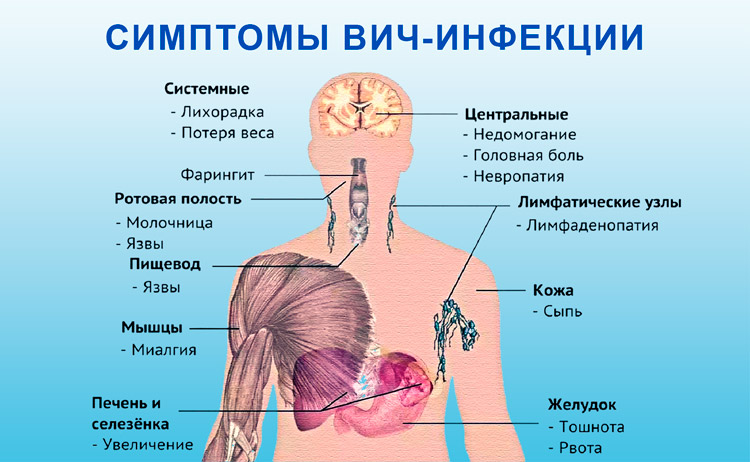 СИМПТОМЫ ВИЧ-ИНФЕКЦИИ
Системные
- Лихорадка
- Потеря веса
Фарингит
Ротовая полость
- Молочница
- Язвы
Пищевод
- Язвы
Мышцы
- Миалгия
Печень и
селезёнка
- Увеличение
Центральные
- Недомогание
- Головная боль
- Невропатия
Лимфатические узлы
- Лимфаденопатия
Кожа
- Сыпь
Желудок
- Тошнота
- Рвота